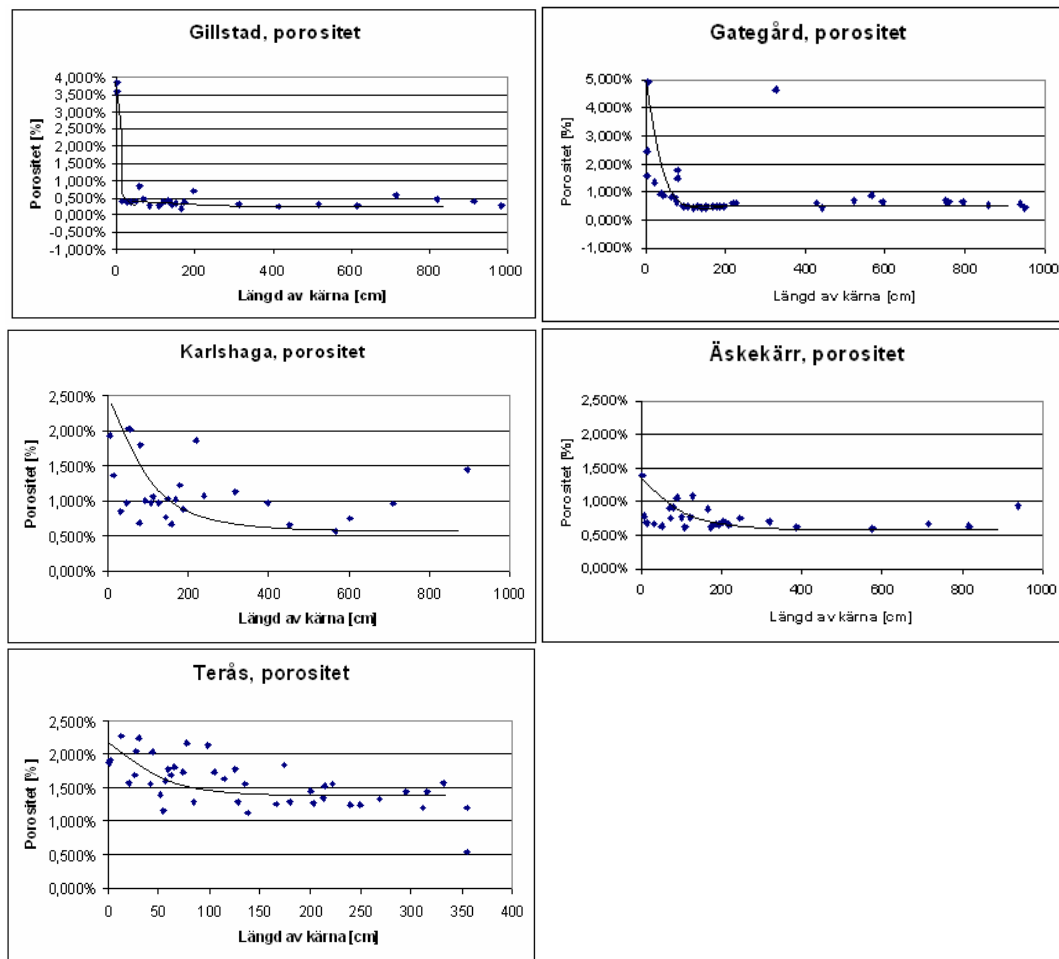 Gillstad, porositet
Porositet [%]
4,000%
3,500%
3,000%
2,500%
2,000%
1,500%
1,000%
0,500%
0,000%
-0,500%
-1,000%
0 200 400 600 800 1000
Längd av kärna [cm]
Gategård, porositet
Porositet [%]
5,000%
4,000%
3,000%
2,000%
1,000%
0,000%
-1,000%
0 200 400 600 800 1000
Längd av kärna [cm]
Karlshaga, porositet
Porositet [%]
2,500%
2,000%
1,500%
1,000%
0,500%
0,000%
0 200 400 600 800 1000
Längd av kärna [cm]
Äskekärr, porositet
Porositet [%]
2,500%
2,000%
1,500%
1,000%
0,500%
0,000%
0 200 400 600 800 1000
Längd av kärna [cm]
Terås, porositet
Porositet [%]
2,500%
2,000%
1,500%
1,000%
0,500%
0,000%
0 50 100 150 200 250 300 350 400
Längd av kärna [cm]